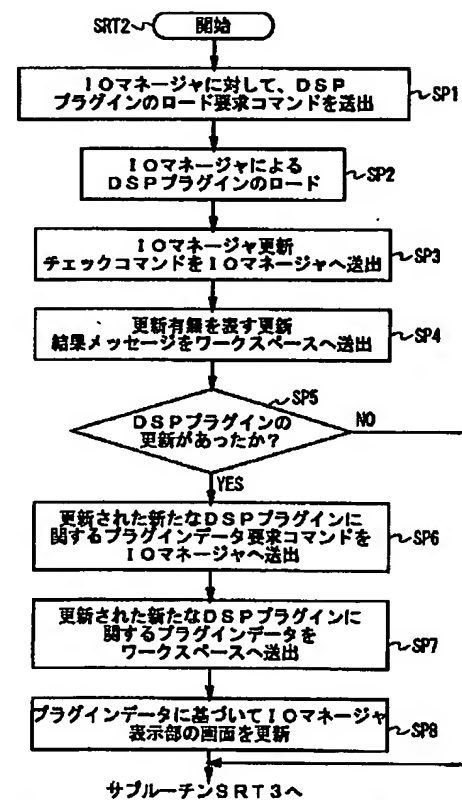 SRT2
開始
IOマネージャに対して、DSP
プラグインのロード要求コマンドを送出
SP1
IOマネージャによる
DSPプラグインのロード
SP2
IOマネージャ更新
チェックコマンドをIOマネージャへ送出
SP3
更新有無を表す更新
結果メッセージをワークスペースへ送出
SP4
SP5
DSPプラグインの
更新があったか?
NO
YES
更新された新たなDSPプラグインに
関するプラグインデータ要求コマンドを
IOマネージャへ送出
SP6
更新された新たなDSPプラグインに
関するプラグインデータを
ワークスペースへ送出
SP7
プラグインデータに基づいてIOマネージャ
表示部の画面を更新
SP8
サブルーチンSRT3へ